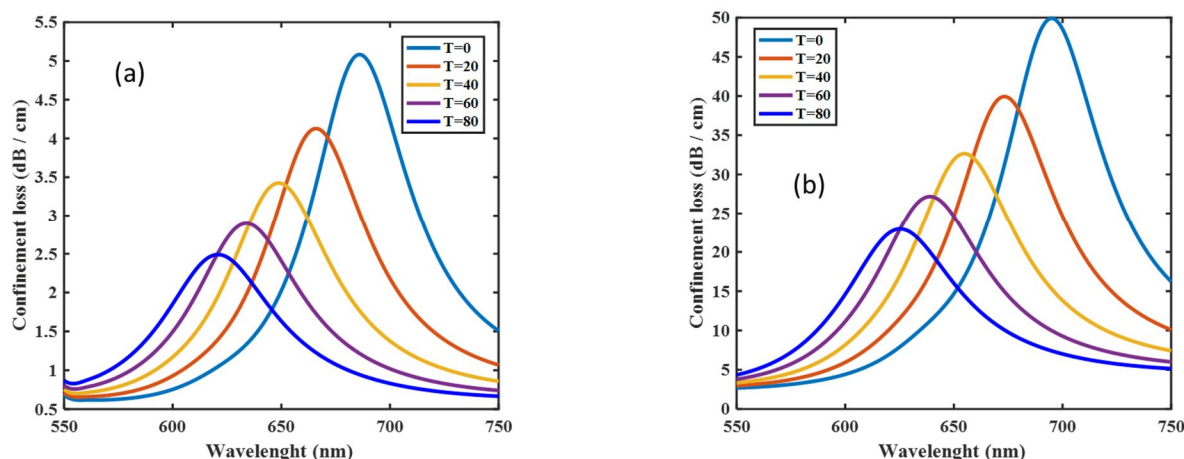 5.5
5
4.5
4
3.5
3
2.5
2
1.5
1
0.5
550
600
650
700
750
Confinement loss (dB / cm)
Wavelenght (nm)
(a)
T=0
T=20
T=40
T=60
T=80
50
45
40
35
30
25
20
15
10
5
0
550
600
650
700
750
Confinement loss (dB / cm)
Wavelenght (nm)
(b)
T=0
T=20
T=40
T=60
T=80